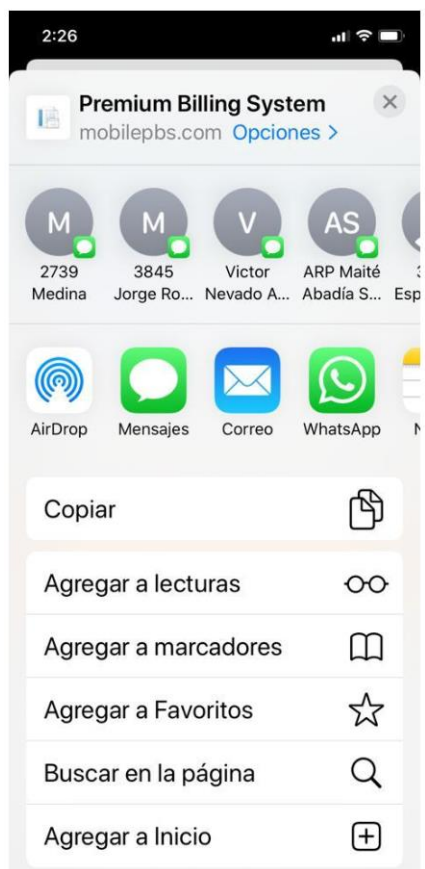 2:26
Premium Billing System
mobilepbs.com Opciones >
M M V AS
2739 3845 Victor ARP Maité
Medina Jorge Ro... Nevado A... Abadía S... Esp
AirDrop Mensajes Correo WhatsApp
Copiar
Agregar a lecturas
Agregar a marcadores
Agregar a Favoritos
Buscar en la página
Agregar a Inicio